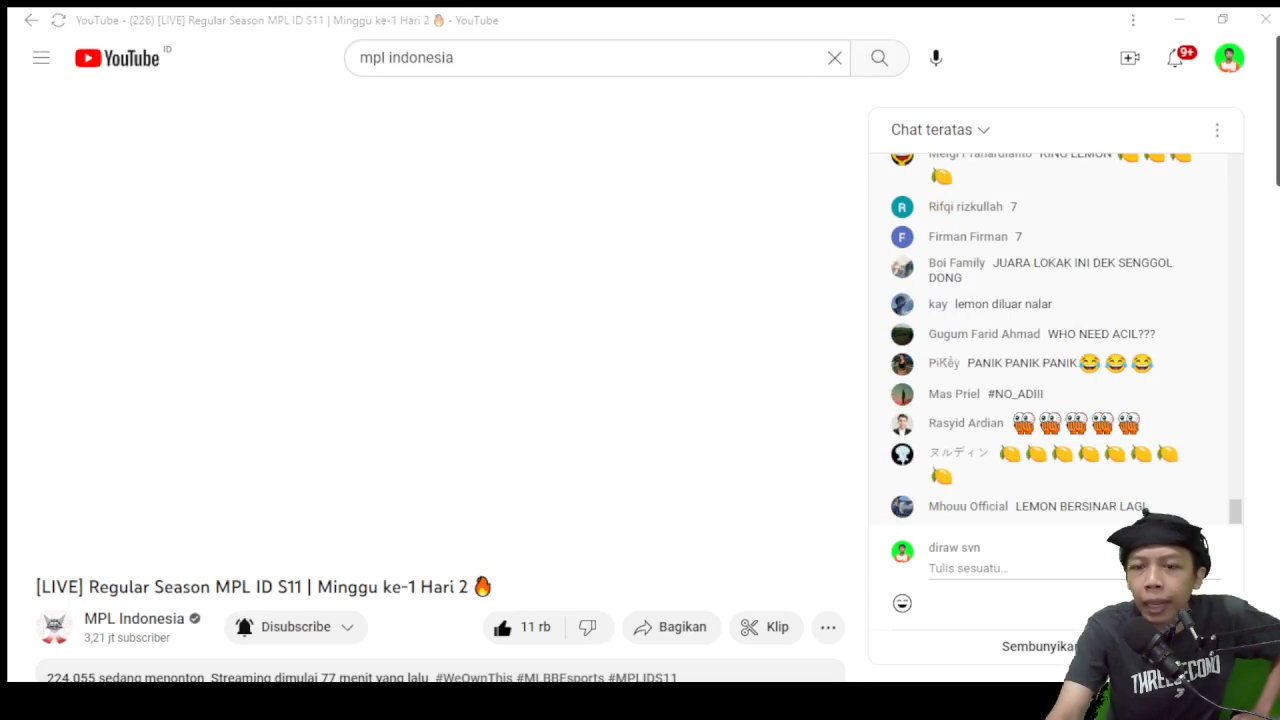 YouTube - (226) [LIVE] Regular Season MPL ID S11 | Minggu ke-1 Hari 2 🔥 - YouTube
YouTube ID
mpl indonesia
9+
Chat teratas
KING LEMON 🍋🍋🍋
🍋
R Rifqi rizkullah 7
F Firman Firman 7
Boi Family JUARA LOKAK INI DEK SENGGOL
DONG
kay lemon diluar nalar
Gugum Farid Ahmad WHO NEED ACIL???
PANIK PANIK PANIK😂😂😂
Mas Priel #NO_ADIII
Rasyid Ardian
ヌルディン 🍋🍋🍋🍋🍋🍋🍋
🍋
Mhouu Official LEMON BERSINAR LAGI
diraw svn
Tulis sesuatu...
Sembunyikan
[LIVE] Regular Season MPL ID S11 | Minggu ke-1 Hari 2 🔥
MPL Indonesia
3,21 jt subscriber
Disubscribe
11 rb
Bagikan
Klip
224.055 sedang menonton Streaming dimulai 77 menit yang lalu #WeOwnThis #MLBBEsports #MPLIDS11
THREESECOND